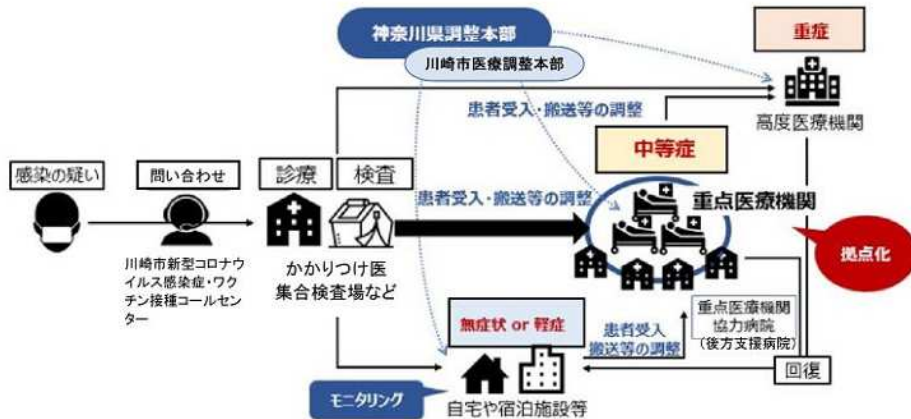 神奈川県調整本部
川崎市医療調整本部
重症
高度医療機関
患者受入・搬送等の調整
中等症
感染の疑い
問い合わせ
診療
検査
患者受入・搬送等の調整
重点医療機関
拠点化
川崎市新型コロナウ
イルス感染症・ワク
チン接種コールセン
ター
かかりつけ医
集合検査場など
無症状 or 軽症
患者受入
搬送等の調整
重点医療機関
協力病院
（後方支援病院）
回復
モニタリング
自宅や宿泊施設等